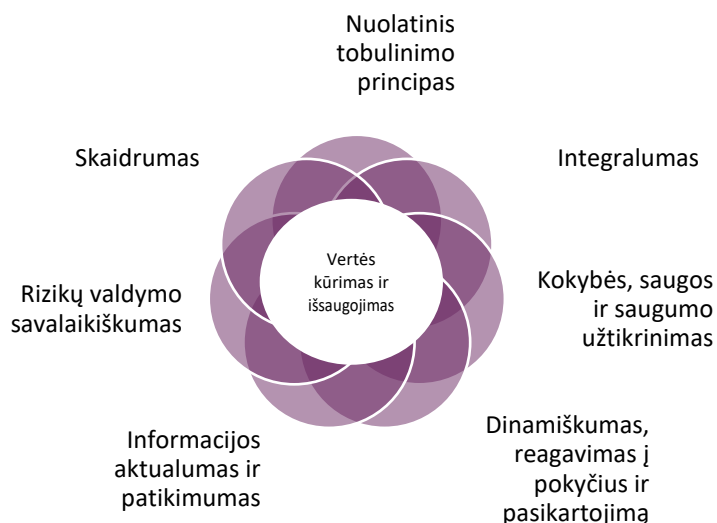 Nuolatinis
tobulinimo
principas
Skaidrumas
Integralumas
Vertės
kūrimas ir
išsaugojimas
Rizikų valdymo
savalaikiškumas
Kokybės, saugos
ir saugumo
užtikrinimas
Informacijos
aktualumas ir
patikimumas
Dinamiškumas,
reagavimas į
pokyčius ir
pasikartojimą